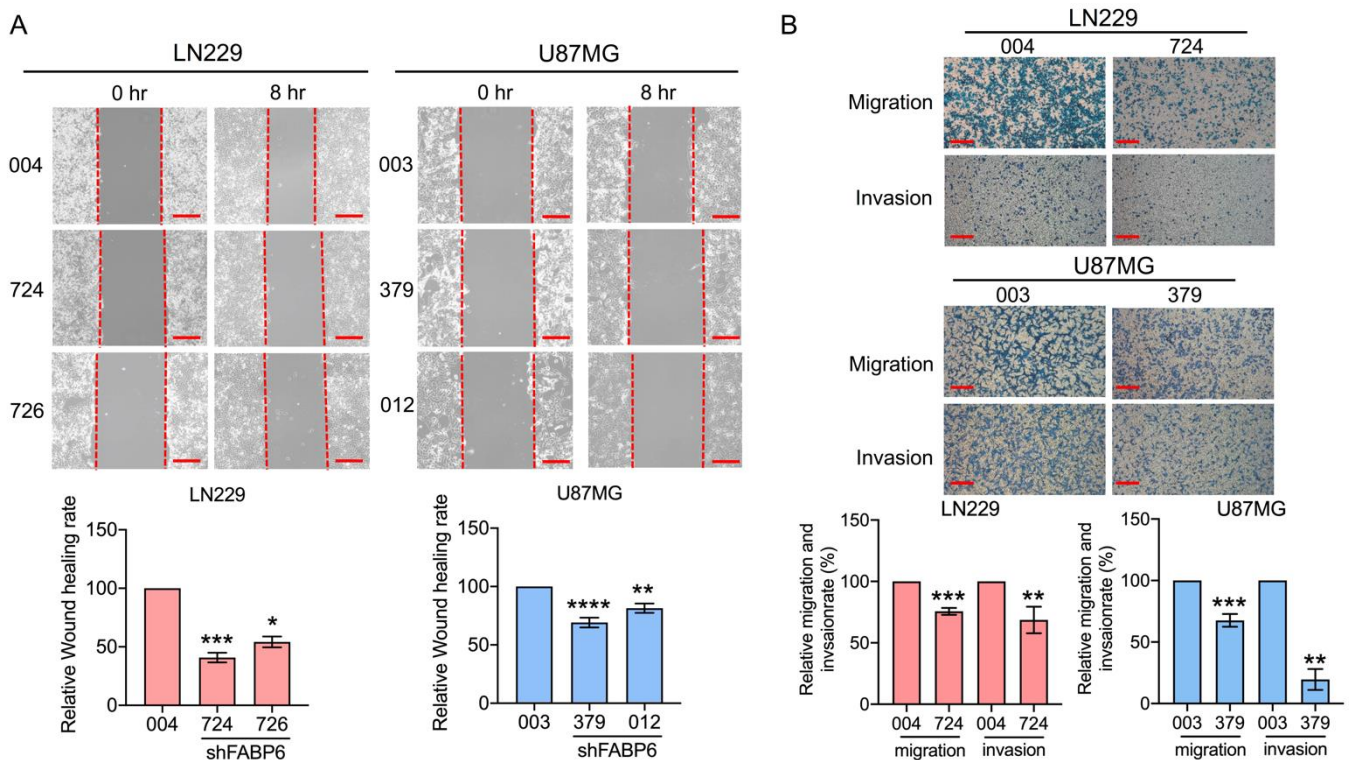 A
LN229
U87MG
0 hr
8 hr
0 hr
8 hr
004
003
724
379
726
012
LN229
Relative Wound healing rate
150
100
50
0
***
*
004
724
726
shFABP6
U87MG
Relative Wound healing rate
150
100
50
0
****
**
003
379
012
shFABP6
B
LN229
004
724
Migration
Invasion
U87MG
003
379
Migration
Invasion
LN229
Relative migration and
invsaionrate (%)
150
100
50
0
***
**
004
724
004
724
migration
invasion
U87MG
Relative migration and
invsaionrate (%)
150
100
50
0
***
**
003
379
003
379
migration
invasion